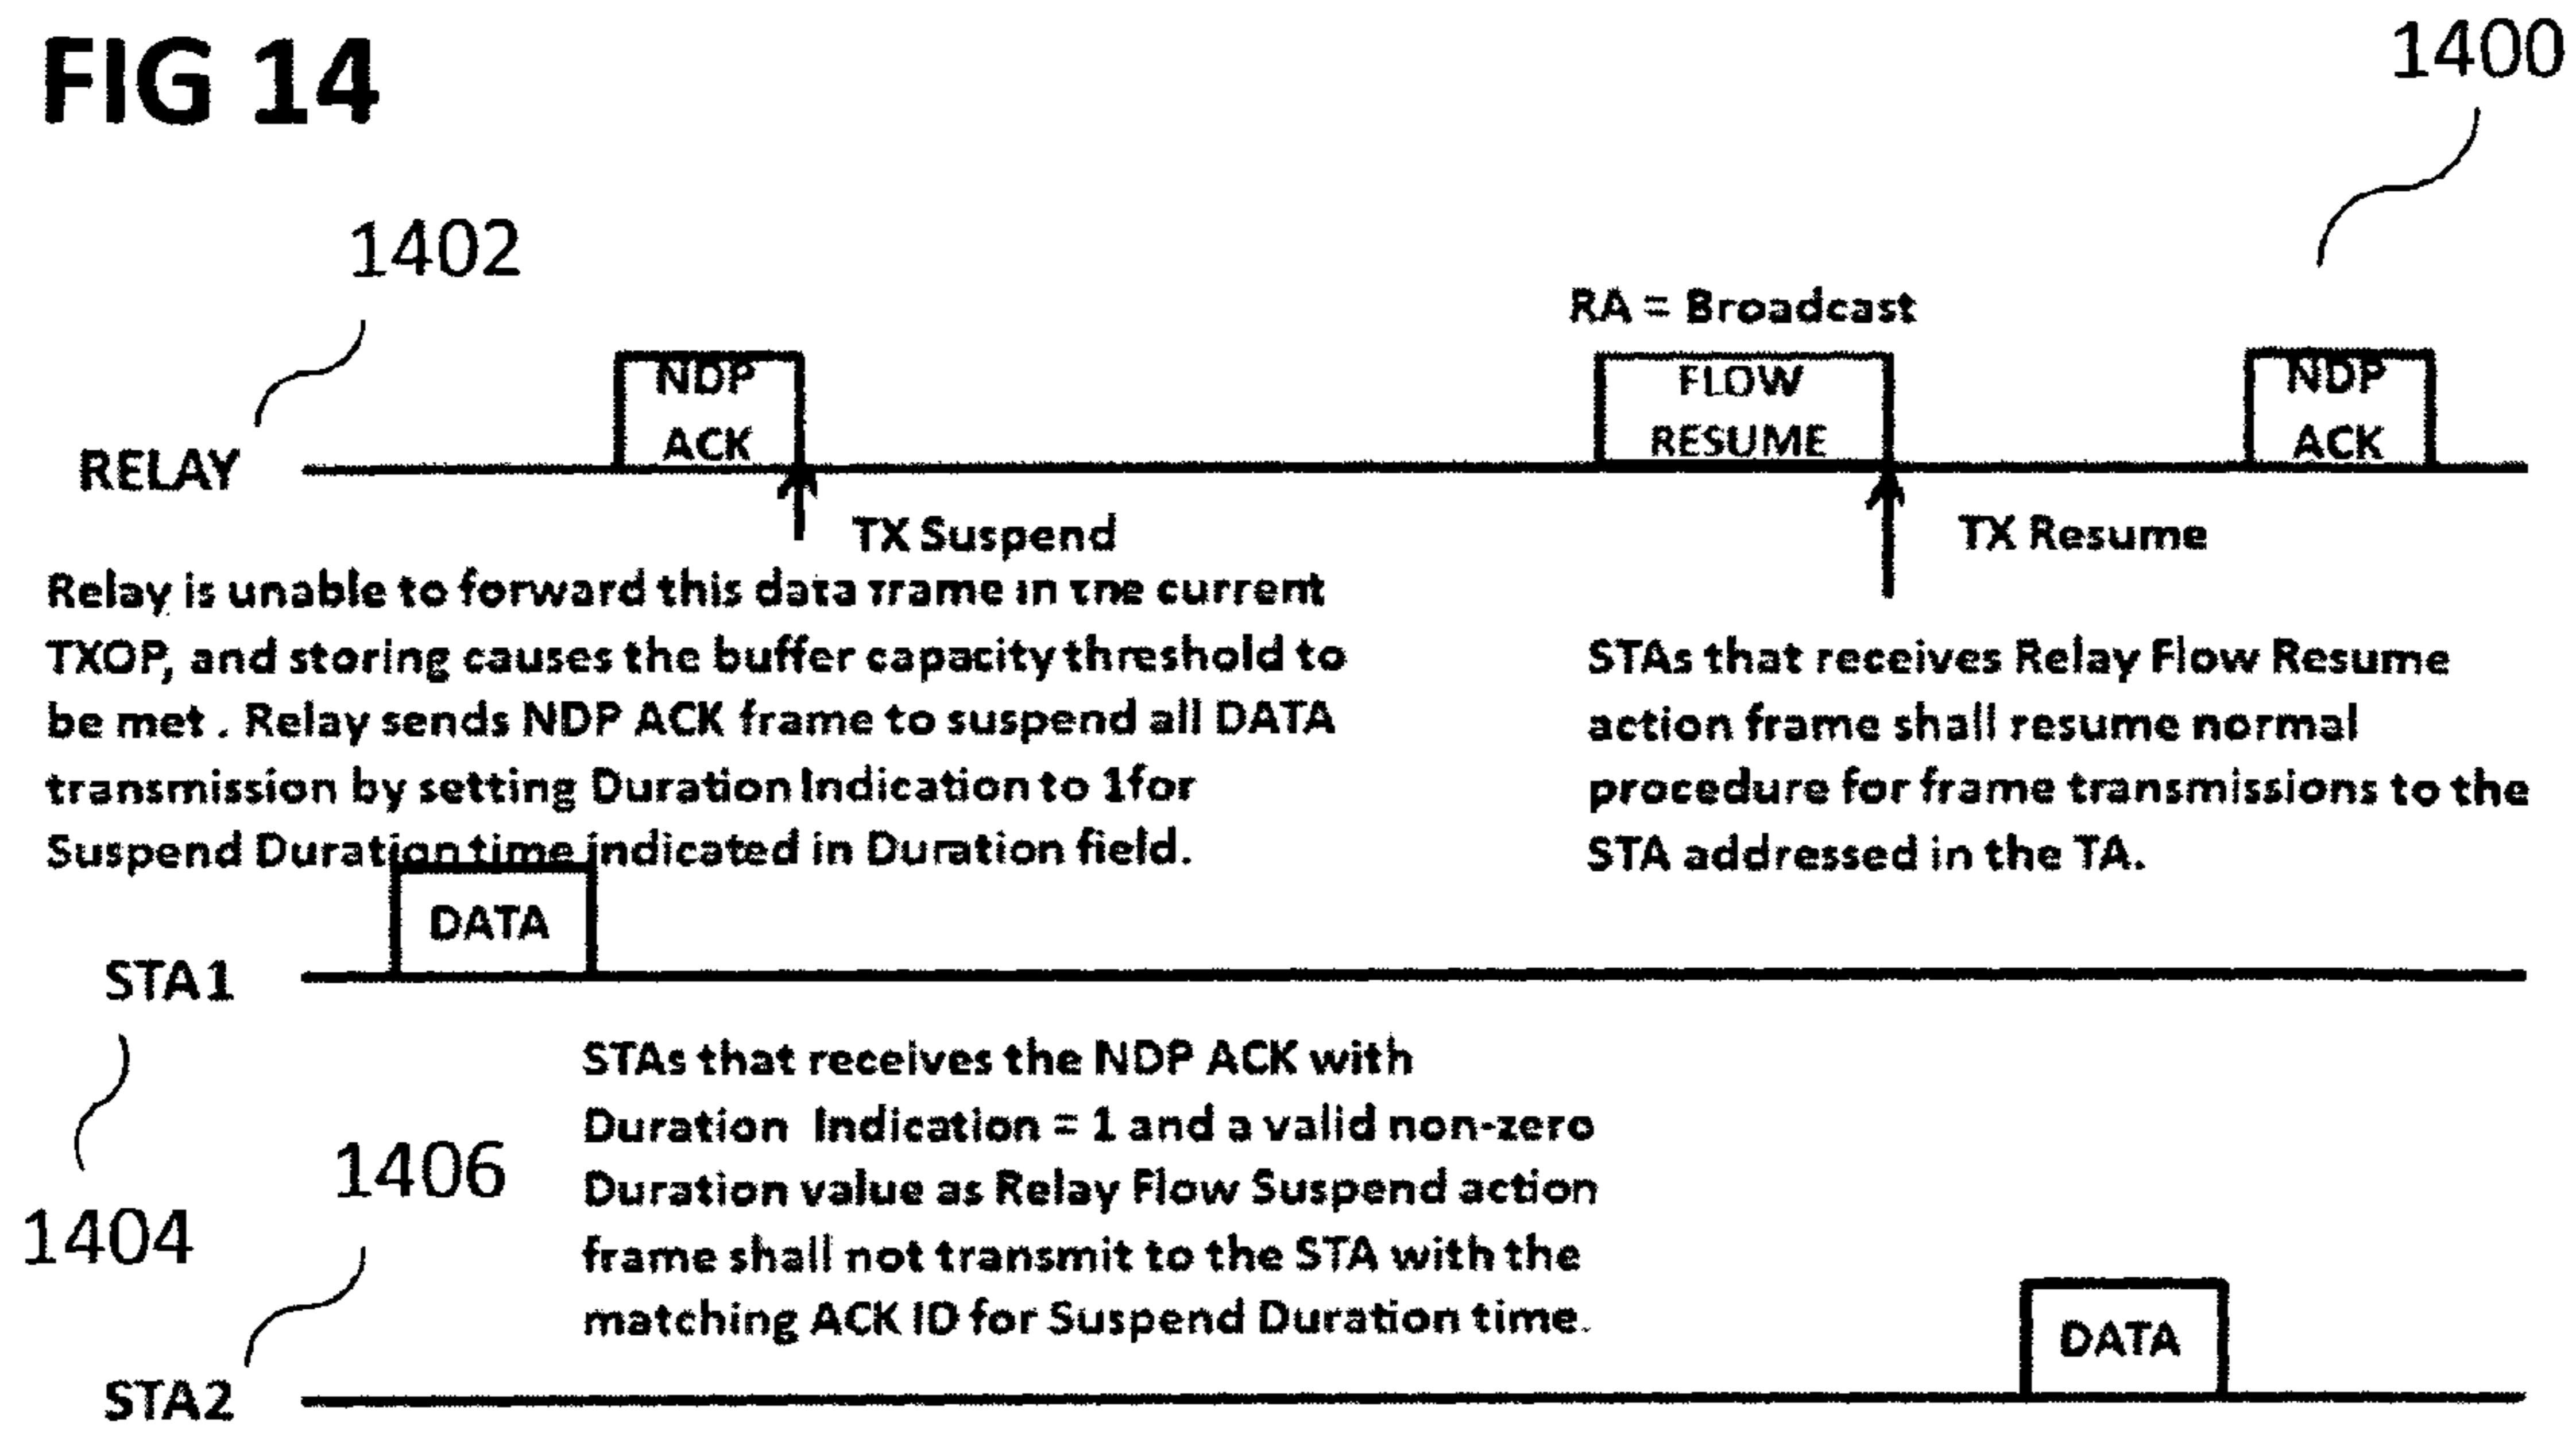 FIG 14
1400
1402
RA = Broadcast
NDP
ACK
FLOW
RESUME
NDP
ACK
RELAY
TX Suspend
TX Resume
Relay is unable to forward this data frame in the current
TXOP, and storing causes the buffer capacity threshold to
be met . Relay sends NDP ACK frame to suspend all DATA
transmission by setting Duration Indication to 1for
Suspend Duration time indicated in Duration field.
STAs that receives Relay Flow Resume
action frame shall resume normal
procedure for frame transmissions to the
STA addressed in the TA.
DATA
STA1
1404
STAs that receives the NDP ACK with
Duration Indication = 1 and a valid non-zero
Duration value as Relay Flow Suspend action
frame shall not transmit to the STA with the
matching ACK ID for Suspend Duration time.
1406
DATA
STA2